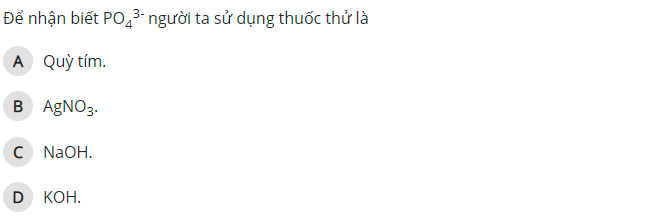 Để nhận biết PO₄³⁻ người ta sử dụng thuốc thử là
A Quỳ tím.
B AgNO₃.
C NaOH.
D KOH.